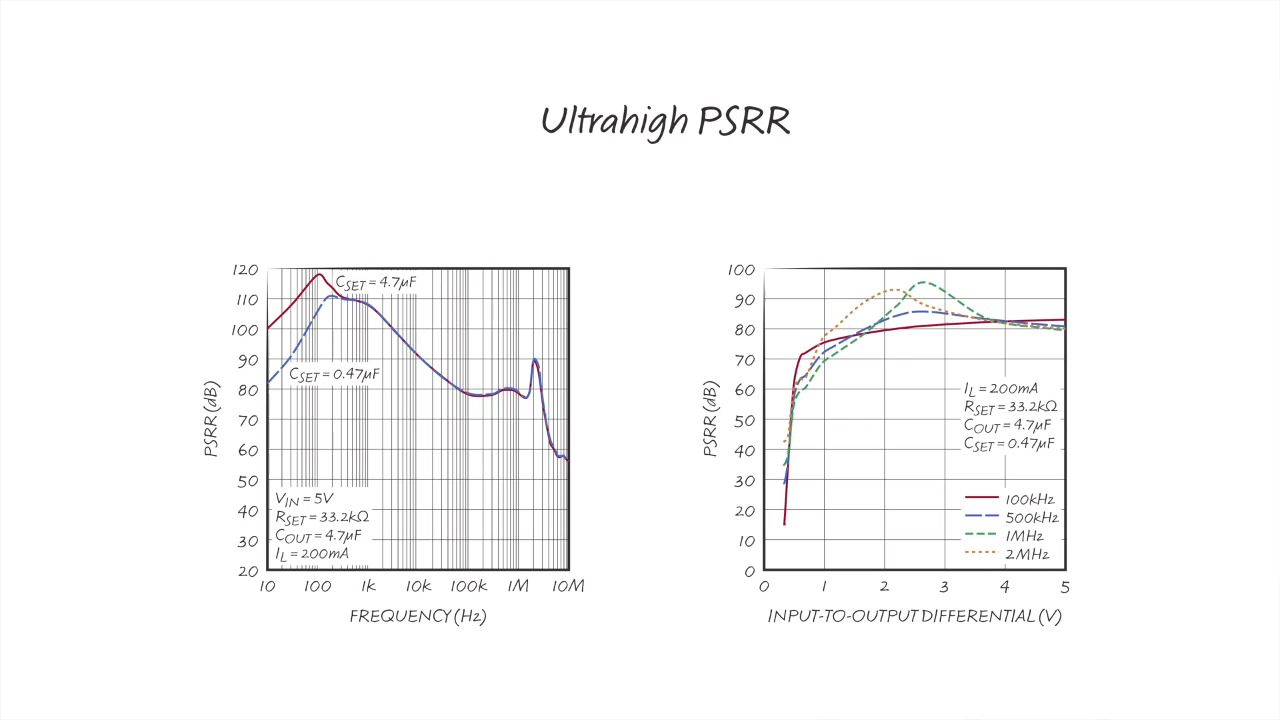 Ultrahigh PSRR
120
110
100
90
80
70
60
50
40
30
20
PSRR (dB)
CSET = 4.7µF
CSET = 0.47µF
VIN = 5V
RSET = 33.2kΩ
COUT = 4.7µF
IL = 200mA
10 100 1k 10k 100k 1M 10M
FREQUENCY (Hz)
100
90
80
70
60
50
40
30
20
10
0
PSRR (dB)
IL = 200mA
RSET = 33.2kΩ
COUT = 4.7µF
CSET = 0.47µF
100kHz
500kHz
1MHz
2MHz
0 1 2 3 4 5
INPUT-TO-OUTPUT DIFFERENTIAL (V)